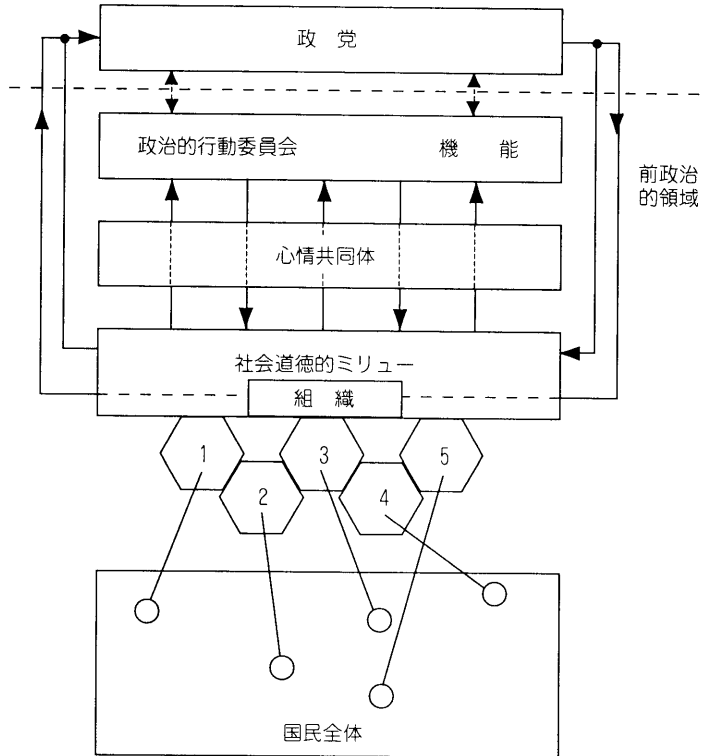 政 党
政治的行動委員会 機 能
前政治
的領域
心情共同体
社会道徳的ミリュー
組 織
1 3 5
2 4
国民全体